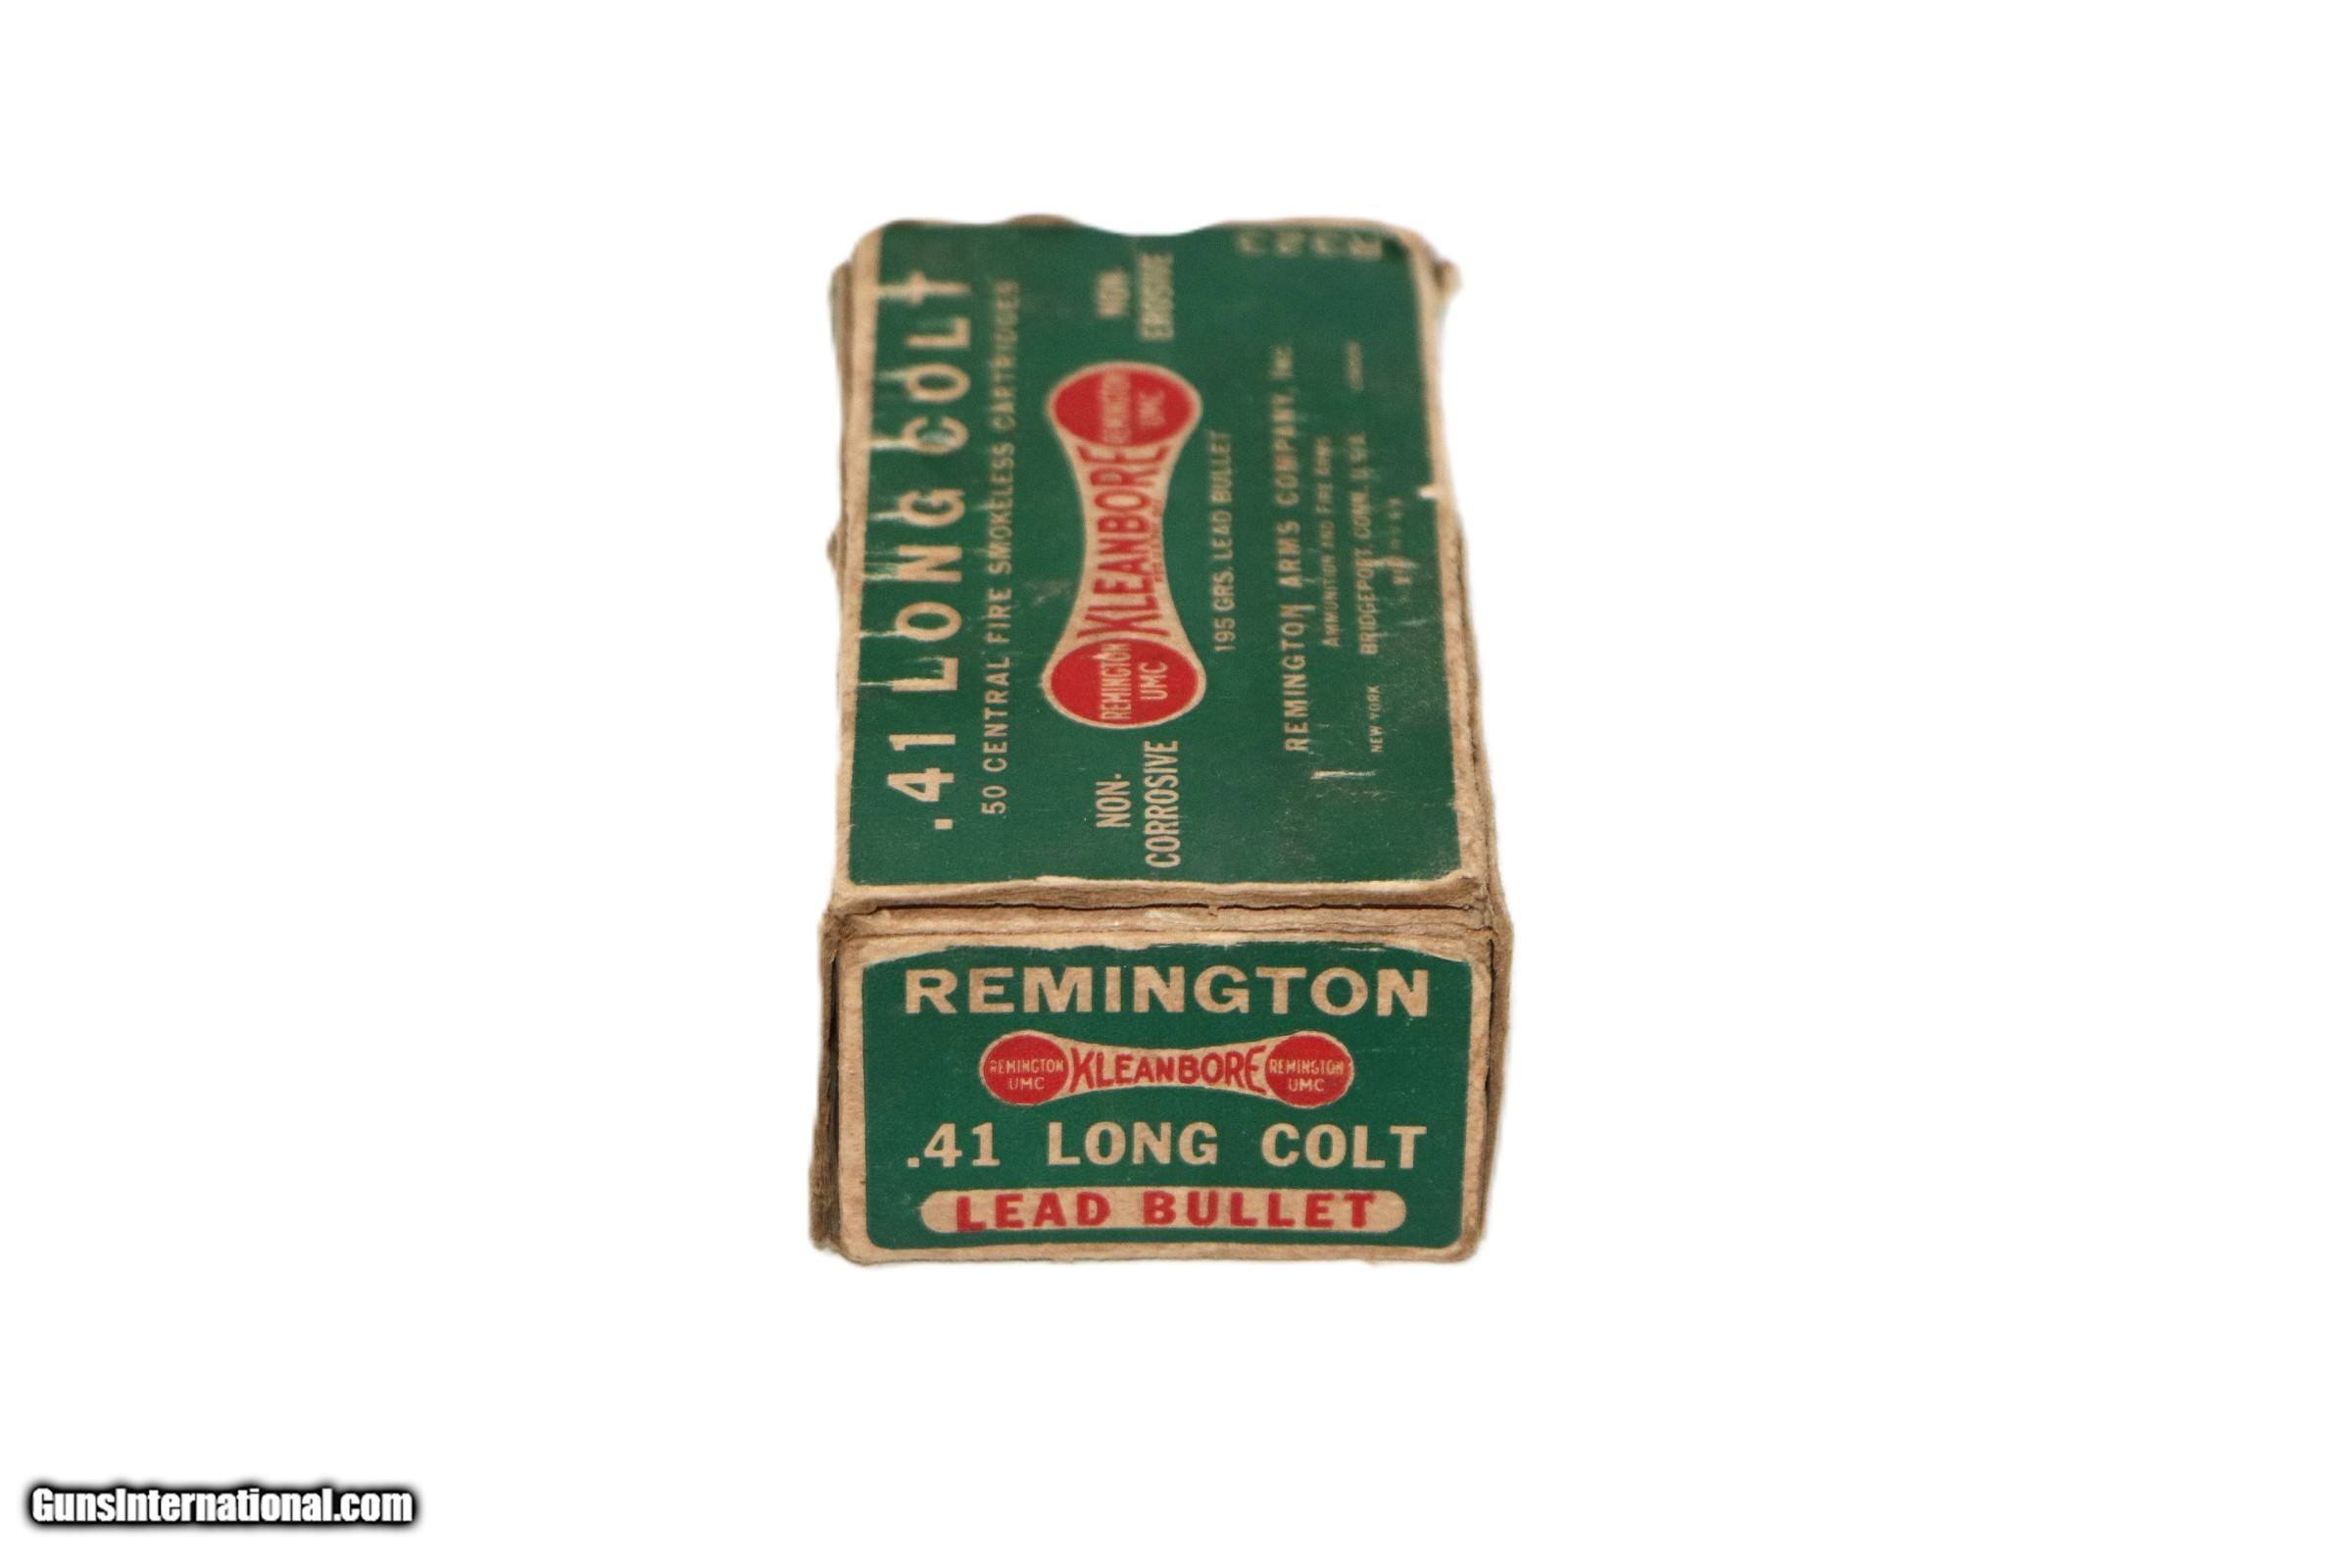 .41 LONG COLT
50 CENTRAL FIRE SMOKELESS CARTRIDGES
NON-
CORROSIVE
REMINGTON
UMC
KLEANBORE
REMINGTON
UMC
NON-
EROSIVE
195 GRS. LEAD BULLET
REMINGTON ARMS COMPANY, Inc.
AMMUNITION AND FIRE ARMS
NEW YORK BRIDGEPORT, CONN. U.S.A.
REMINGTON
REMINGTON
UMC
KLEANBORE
REMINGTON
UMC
.41 LONG COLT
LEAD BULLET
GunsInternational.com